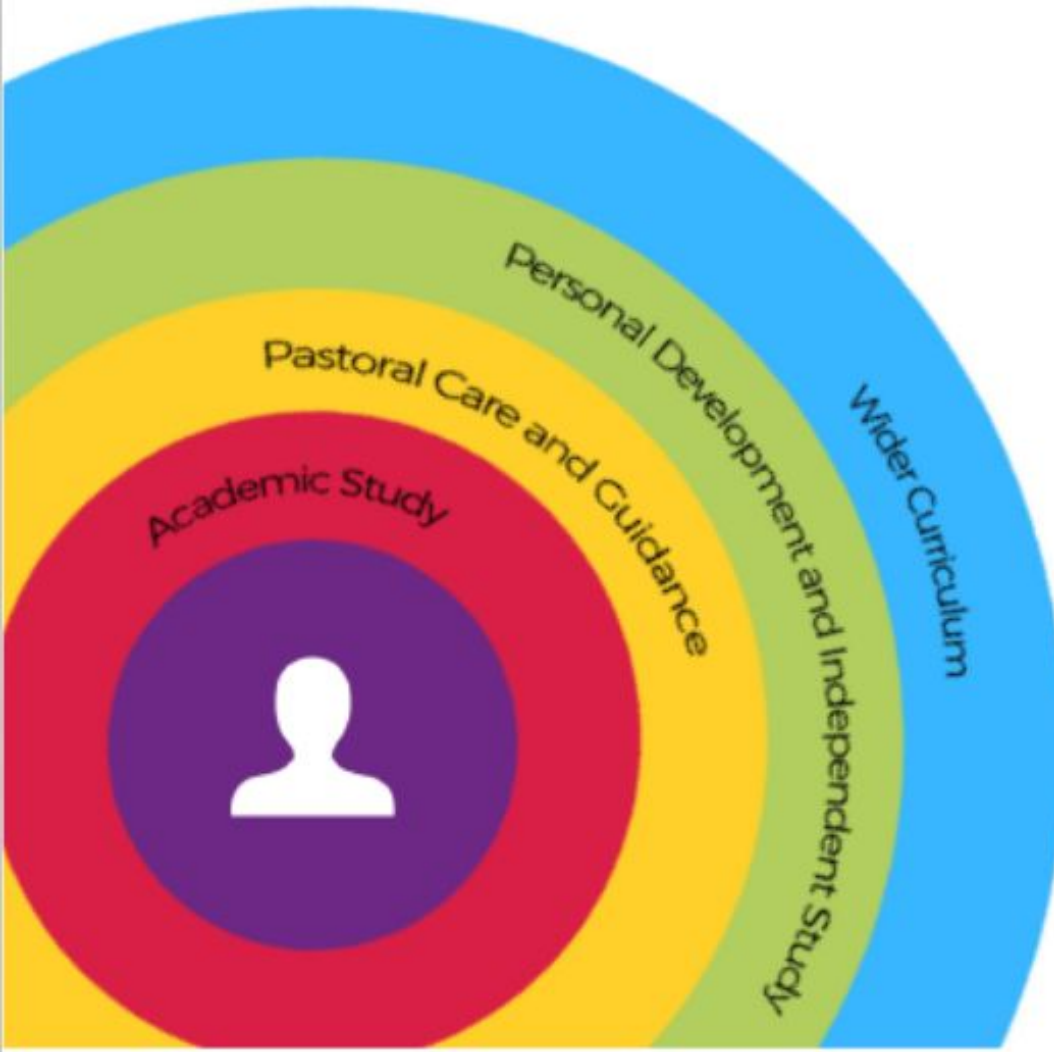 Academic Study
Pastoral Care and Guidance
Personal Development and Independent Study
Wider Curriculum